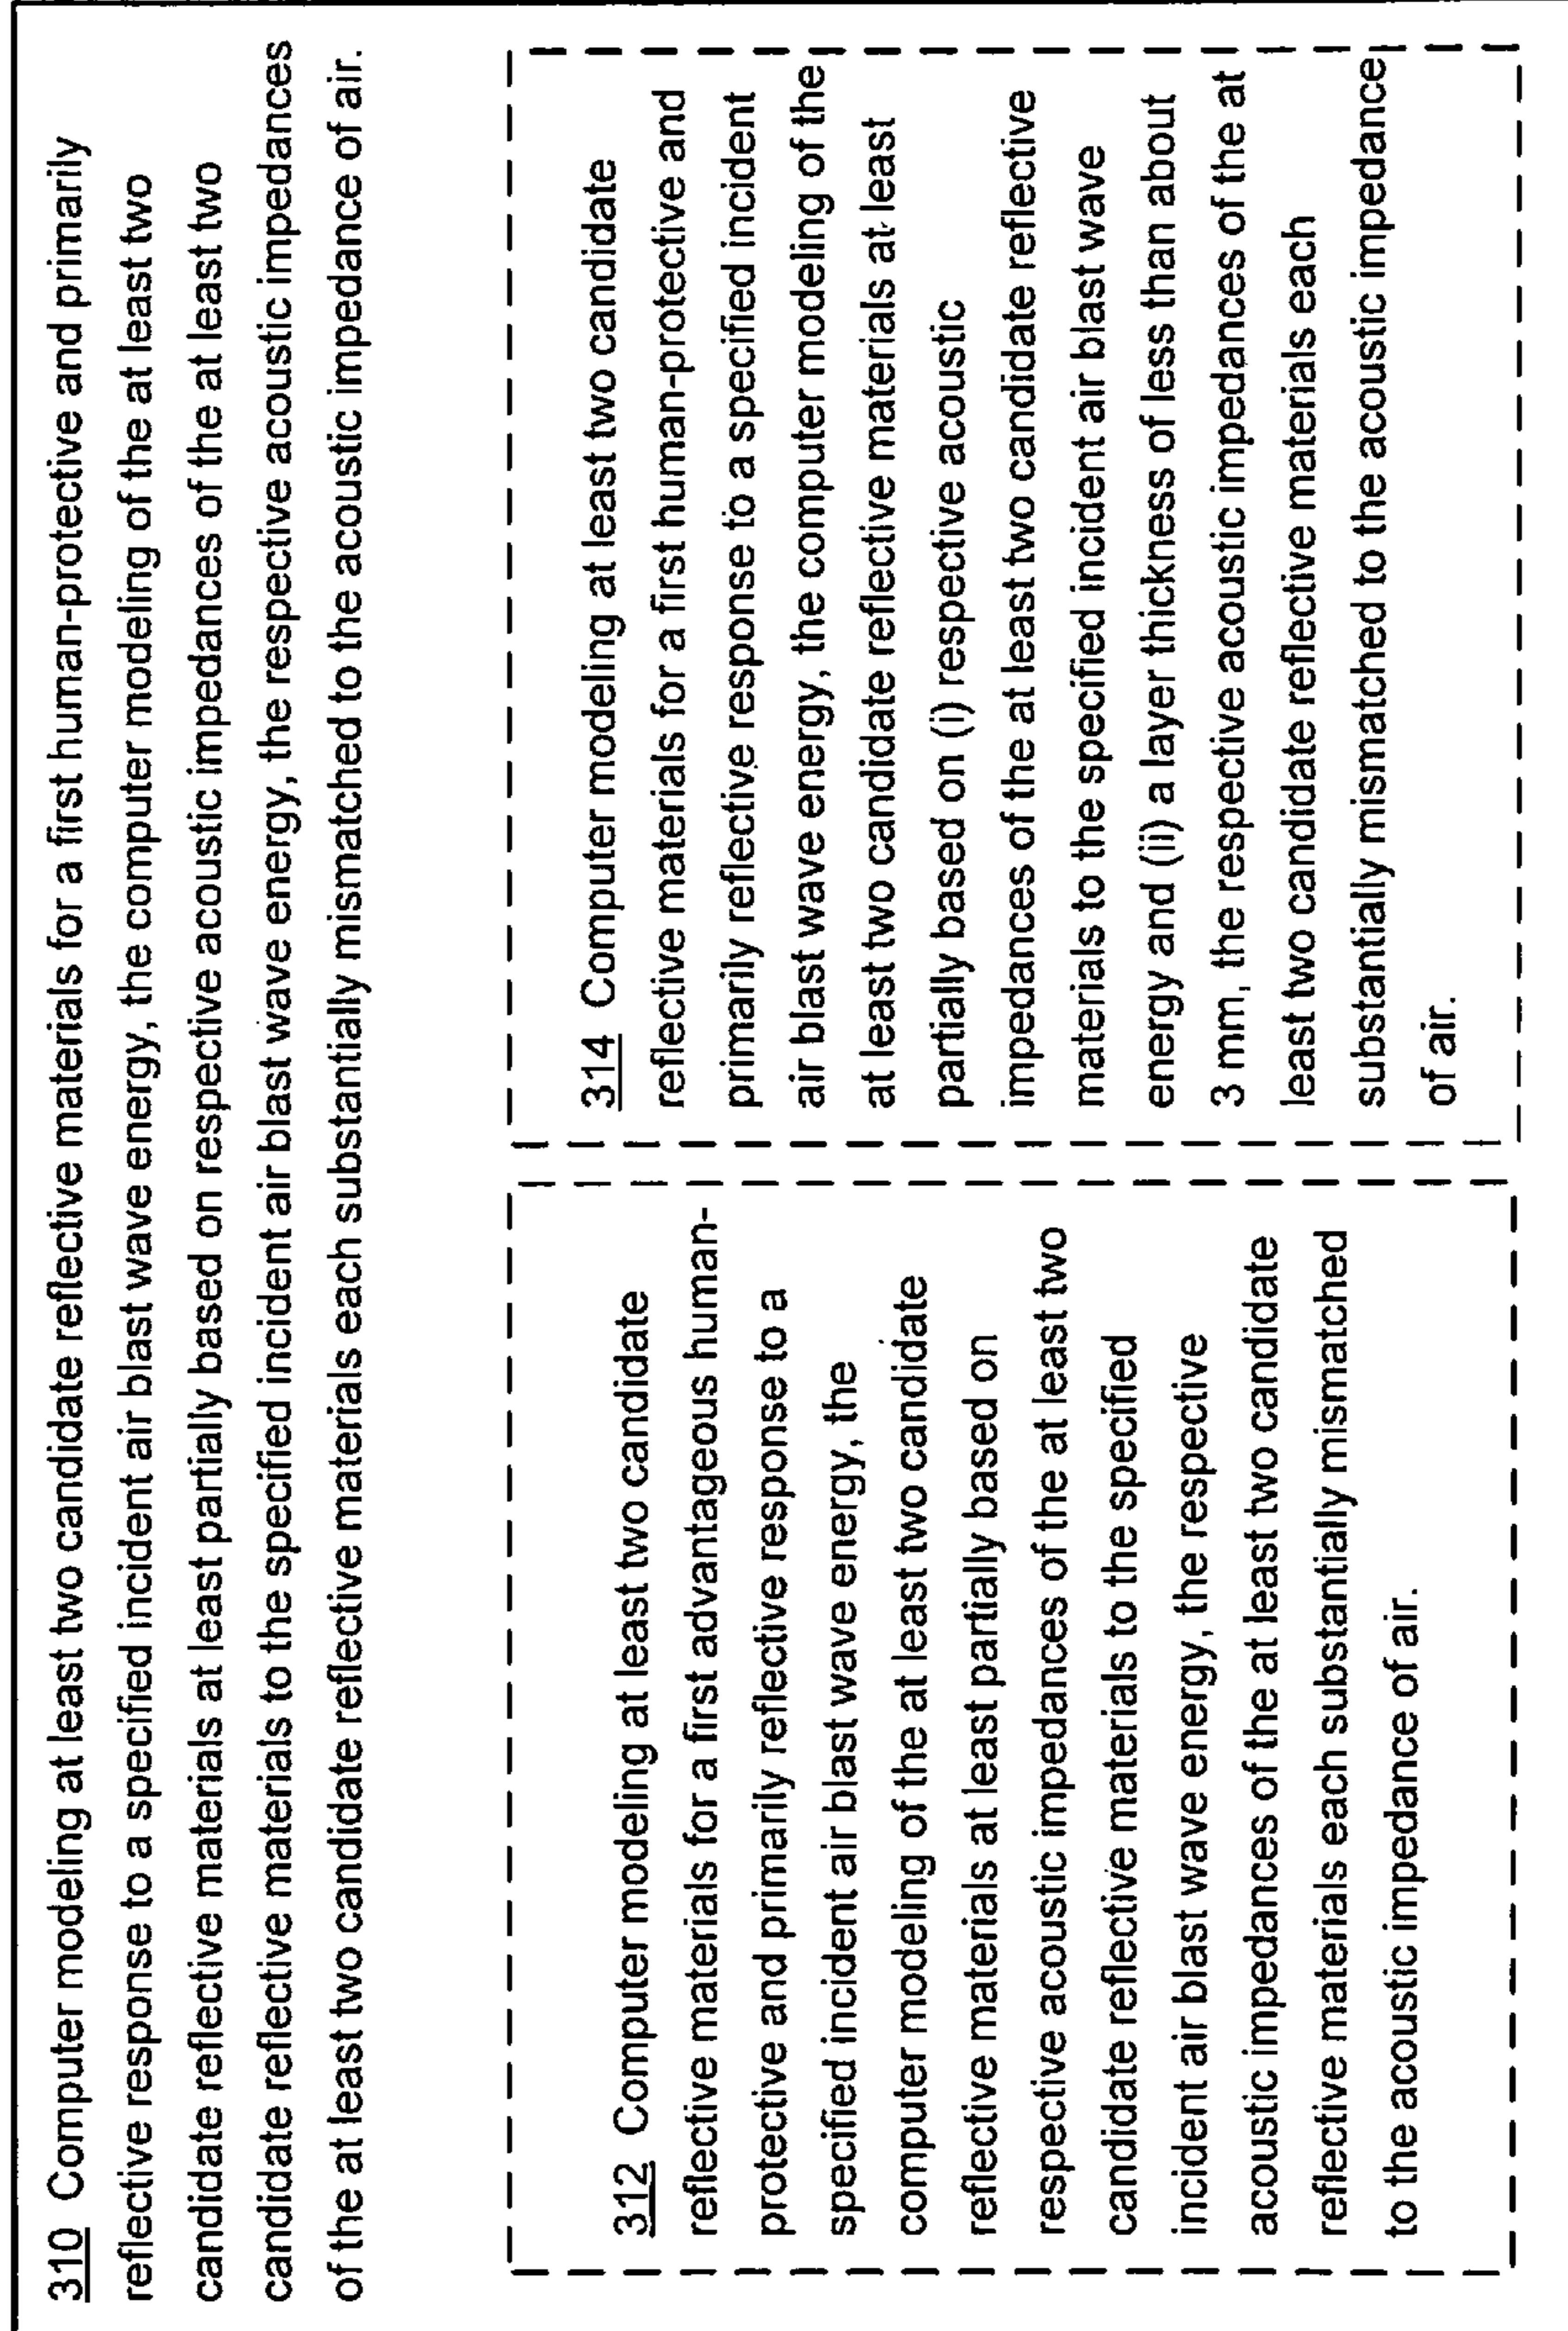 310 Computer modeling at least two candidate reflective materials for a first human-protective and primarily
reflective response to a specified incident air blast wave energy, the computer modeling of the at least two
candidate reflective materials at least partially based on respective acoustic impedances of the at least two
candidate reflective materials to the specified incident air blast wave energy, the respective acoustic impedances
of the at least two candidate reflective materials each substantially mismatched to the acoustic impedance of air.
312 Computer modeling at least two candidate
reflective materials for a first advantageous human-
protective and primarily reflective response to a
specified incident air blast wave energy, the
computer modeling of the at least two candidate
reflective materials at least partially based on
respective acoustic impedances of the at least two
candidate reflective materials to the specified
incident air blast wave energy, the respective
acoustic impedances of the at least two candidate
reflective materials each substantially mismatched
to the acoustic impedance of air.
314 Computer modeling at least two candidate
reflective materials for a first human-protective and
primarily reflective response to a specified incident
air blast wave energy, the computer modeling of the
at least two candidate reflective materials at least
partially based on (i) respective acoustic
impedances of the at least two candidate reflective
materials to the specified incident air blast wave
energy and (ii) a layer thickness of less than about
3 mm, the respective acoustic impedances of the at
least two candidate reflective materials each
substantially mismatched to the acoustic impedance
of air.